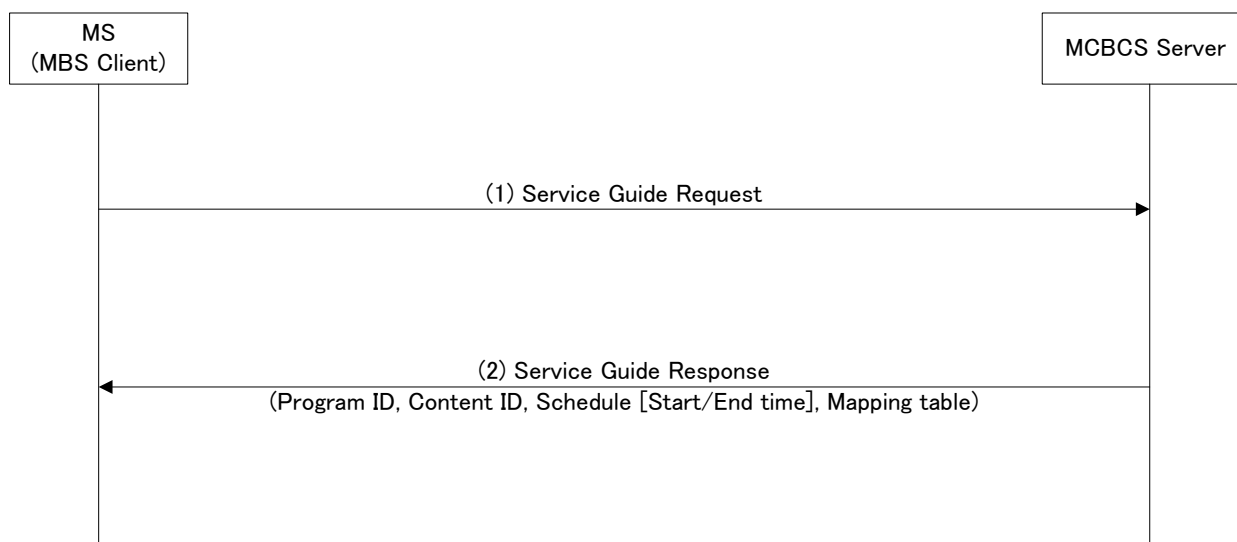 MS
(MBS Client)
MCBCS Server
(1) Service Guide Request
(2) Service Guide Response
(Program ID, Content ID, Schedule [Start/End time], Mapping table)